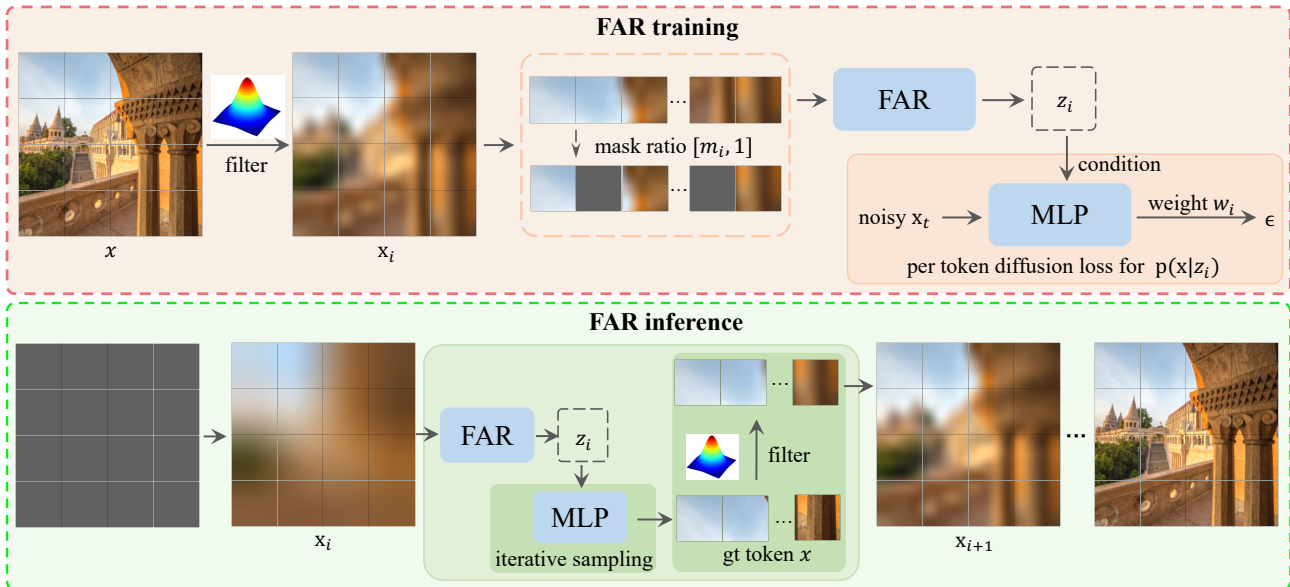 FAR training
filter
x
x_i
...
...
mask ratio [m_i, 1]
FAR
z_i
condition
noisy x_t
MLP
weight w_i
ϵ
per token diffusion loss for p(x|z_i)
FAR inference
x_i
FAR
z_i
MLP
iterative sampling
...
filter
...
gt token x
x_{i+1}
...